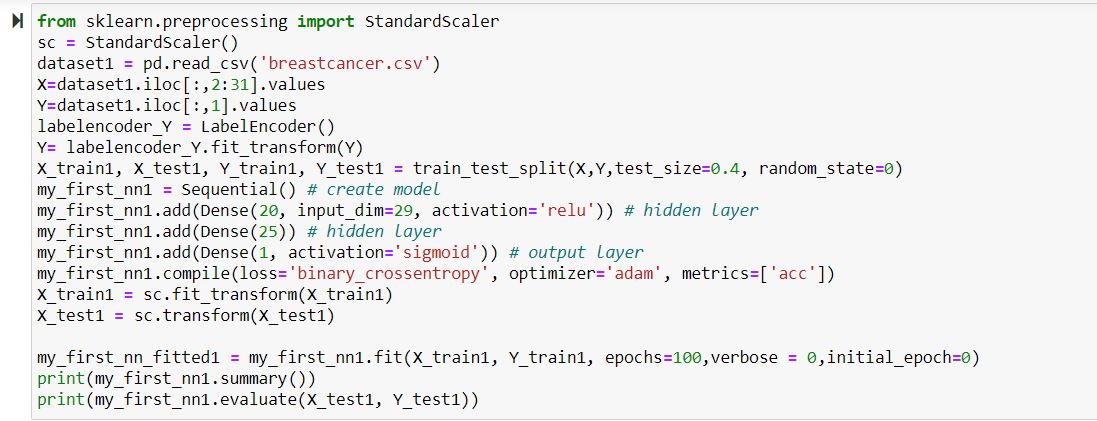 from sklearn.preprocessing import StandardScaler
sc = StandardScaler()
dataset1 = pd.read_csv('breastcancer.csv')
X=dataset1.iloc[:,2:31].values
Y=dataset1.iloc[:,1].values
labelencoder_Y = LabelEncoder()
Y= labelencoder_Y.fit_transform(Y)
X_train1, X_test1, Y_train1, Y_test1 = train_test_split(X,Y,test_size=0.4, random_state=0)
my_first_nn1 = Sequential() # create model
my_first_nn1.add(Dense(20, input_dim=29, activation='relu')) # hidden layer
my_first_nn1.add(Dense(25)) # hidden layer
my_first_nn1.add(Dense(1, activation='sigmoid')) # output layer
my_first_nn1.compile(loss='binary_crossentropy', optimizer='adam', metrics=['acc'])
X_train1 = sc.fit_transform(X_train1)
X_test1 = sc.transform(X_test1)

my_first_nn_fitted1 = my_first_nn1.fit(X_train1, Y_train1, epochs=100,verbose = 0,initial_epoch=0)
print(my_first_nn1.summary())
print(my_first_nn1.evaluate(X_test1, Y_test1))